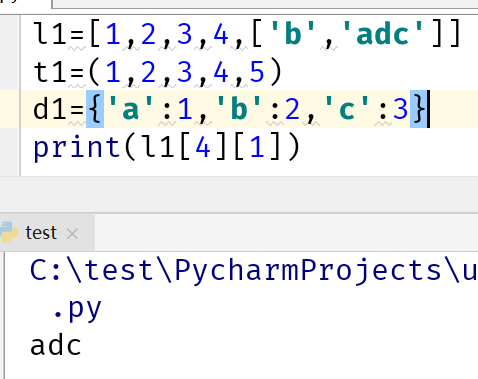 l1=[1,2,3,4,['b','adc']]
t1=(1,2,3,4,5)
d1={'a':1,'b':2,'c':3}
print(l1[4][1])
test ×
C:\test\PycharmProjects\u
.py
adc